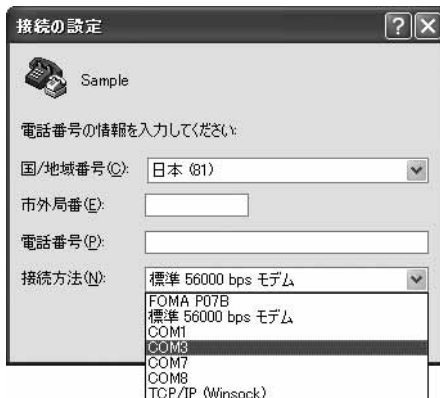 接続の設定
Sample
電話番号の情報を入力してください:
国/地域番号(C): 日本 (81)
市外局番(E):
電話番号(P):
接続方法(N): 標準 56000 bps モデム
FOMA P07B
標準 56000 bps モデム
COM1
COM3
COM7
COM8
TCP/IP (Winsock)